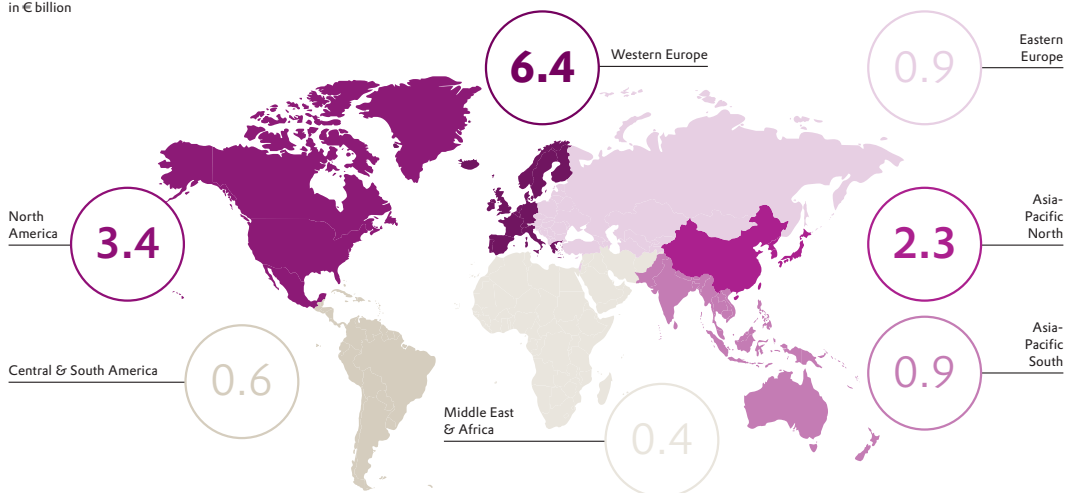 in € billion
6.4
Western Europe
0.9
Eastern
Europe
North
America
3.4
2.3
Asia-
Pacific
North
Central & South America
0.6
0.9
Asia-
Pacific
South
Middle East
& Africa
0.4